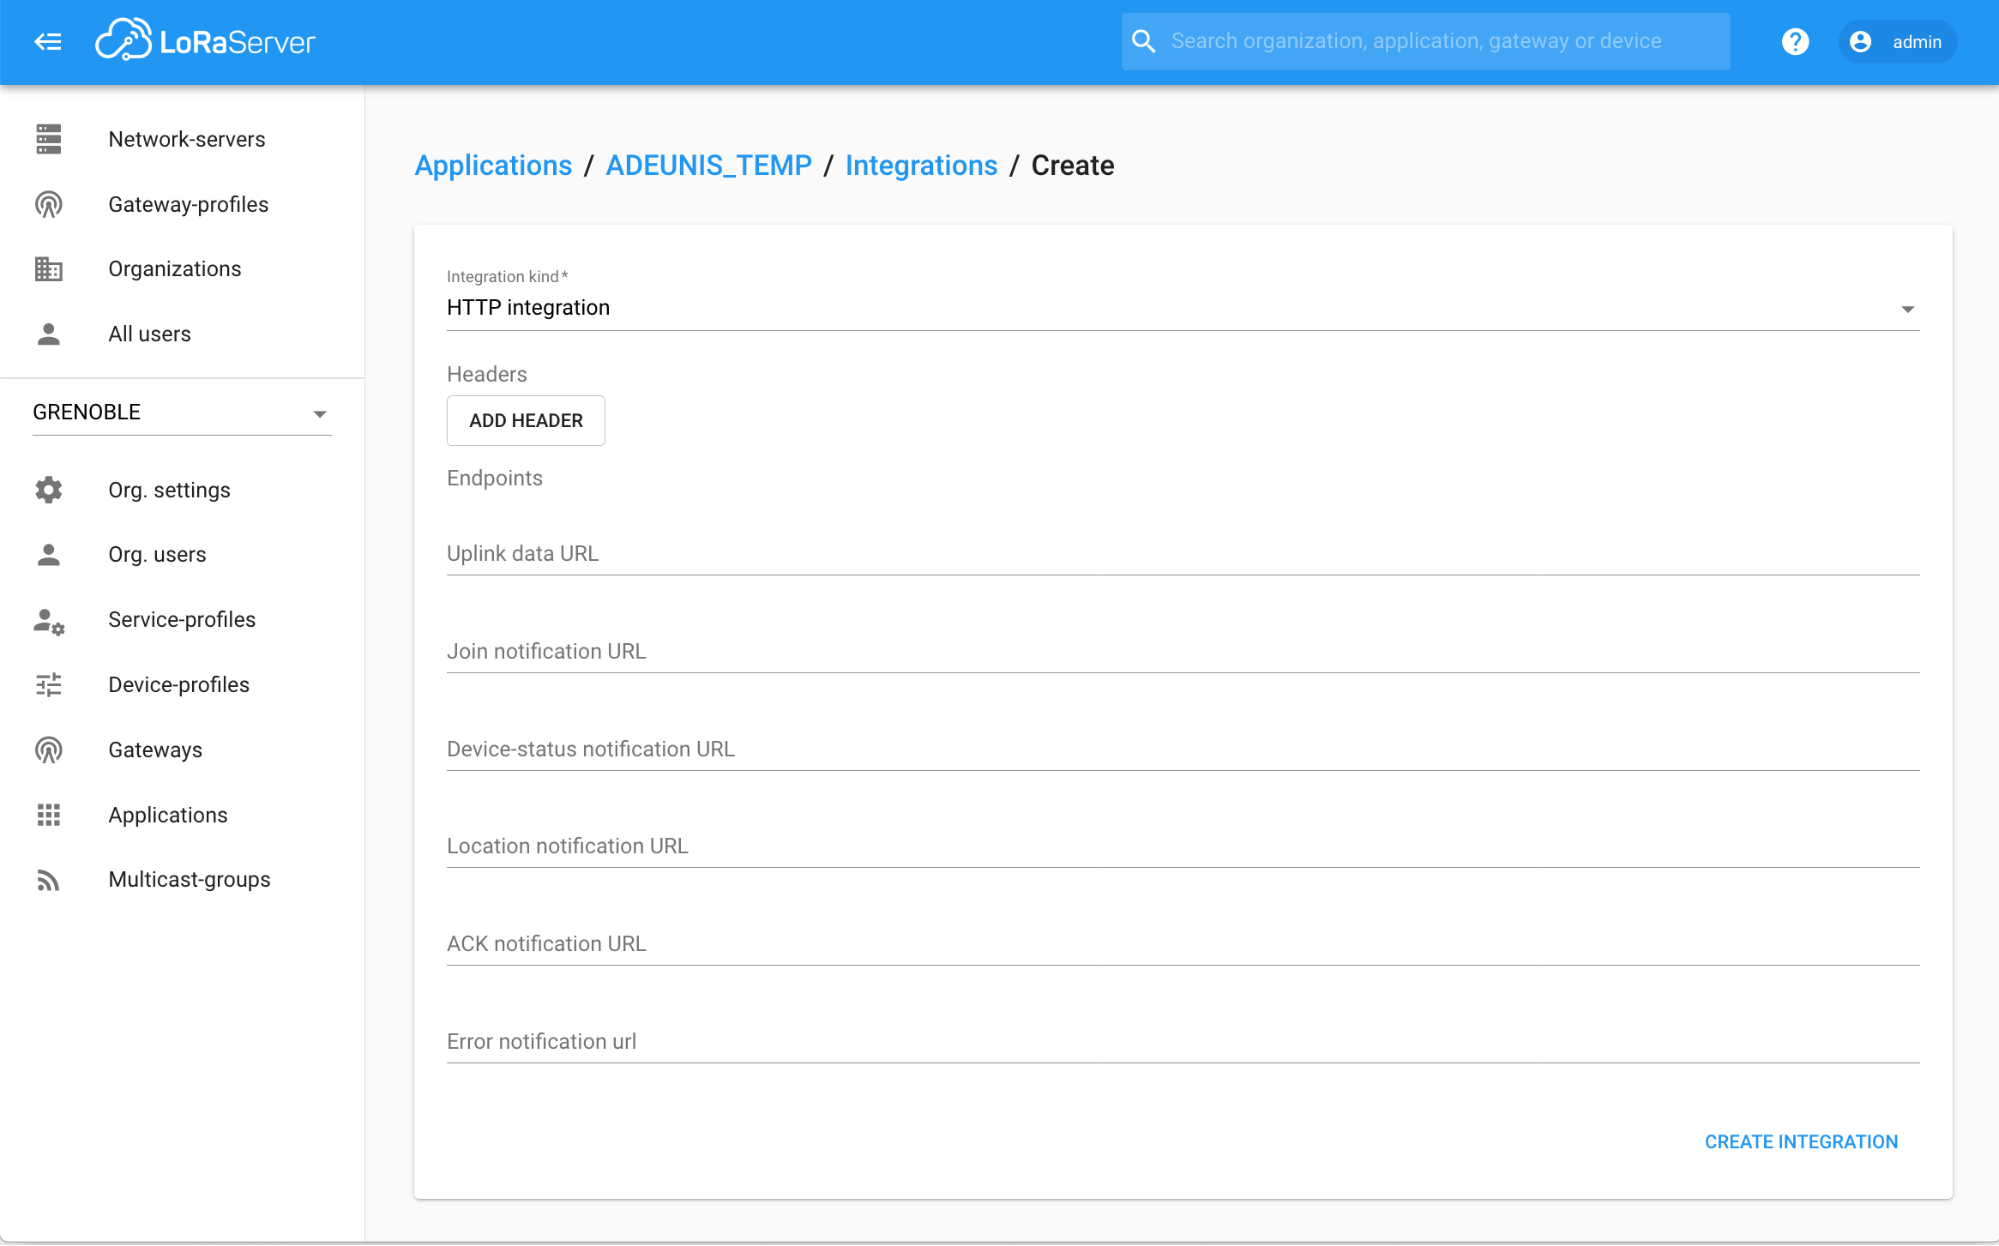 LoRaServer
Search organization, application, gateway or device
?
admin
Network-servers
Gateway-profiles
Organizations
All users
GRENOBLE
Org. settings
Org. users
Service-profiles
Device-profiles
Gateways
Applications
Multicast-groups
Applications / ADEUNIS_TEMP / Integrations / Create
Integration kind *
HTTP integration
Headers
ADD HEADER
Endpoints
Uplink data URL
Join notification URL
Device-status notification URL
Location notification URL
ACK notification URL
Error notification url
CREATE INTEGRATION